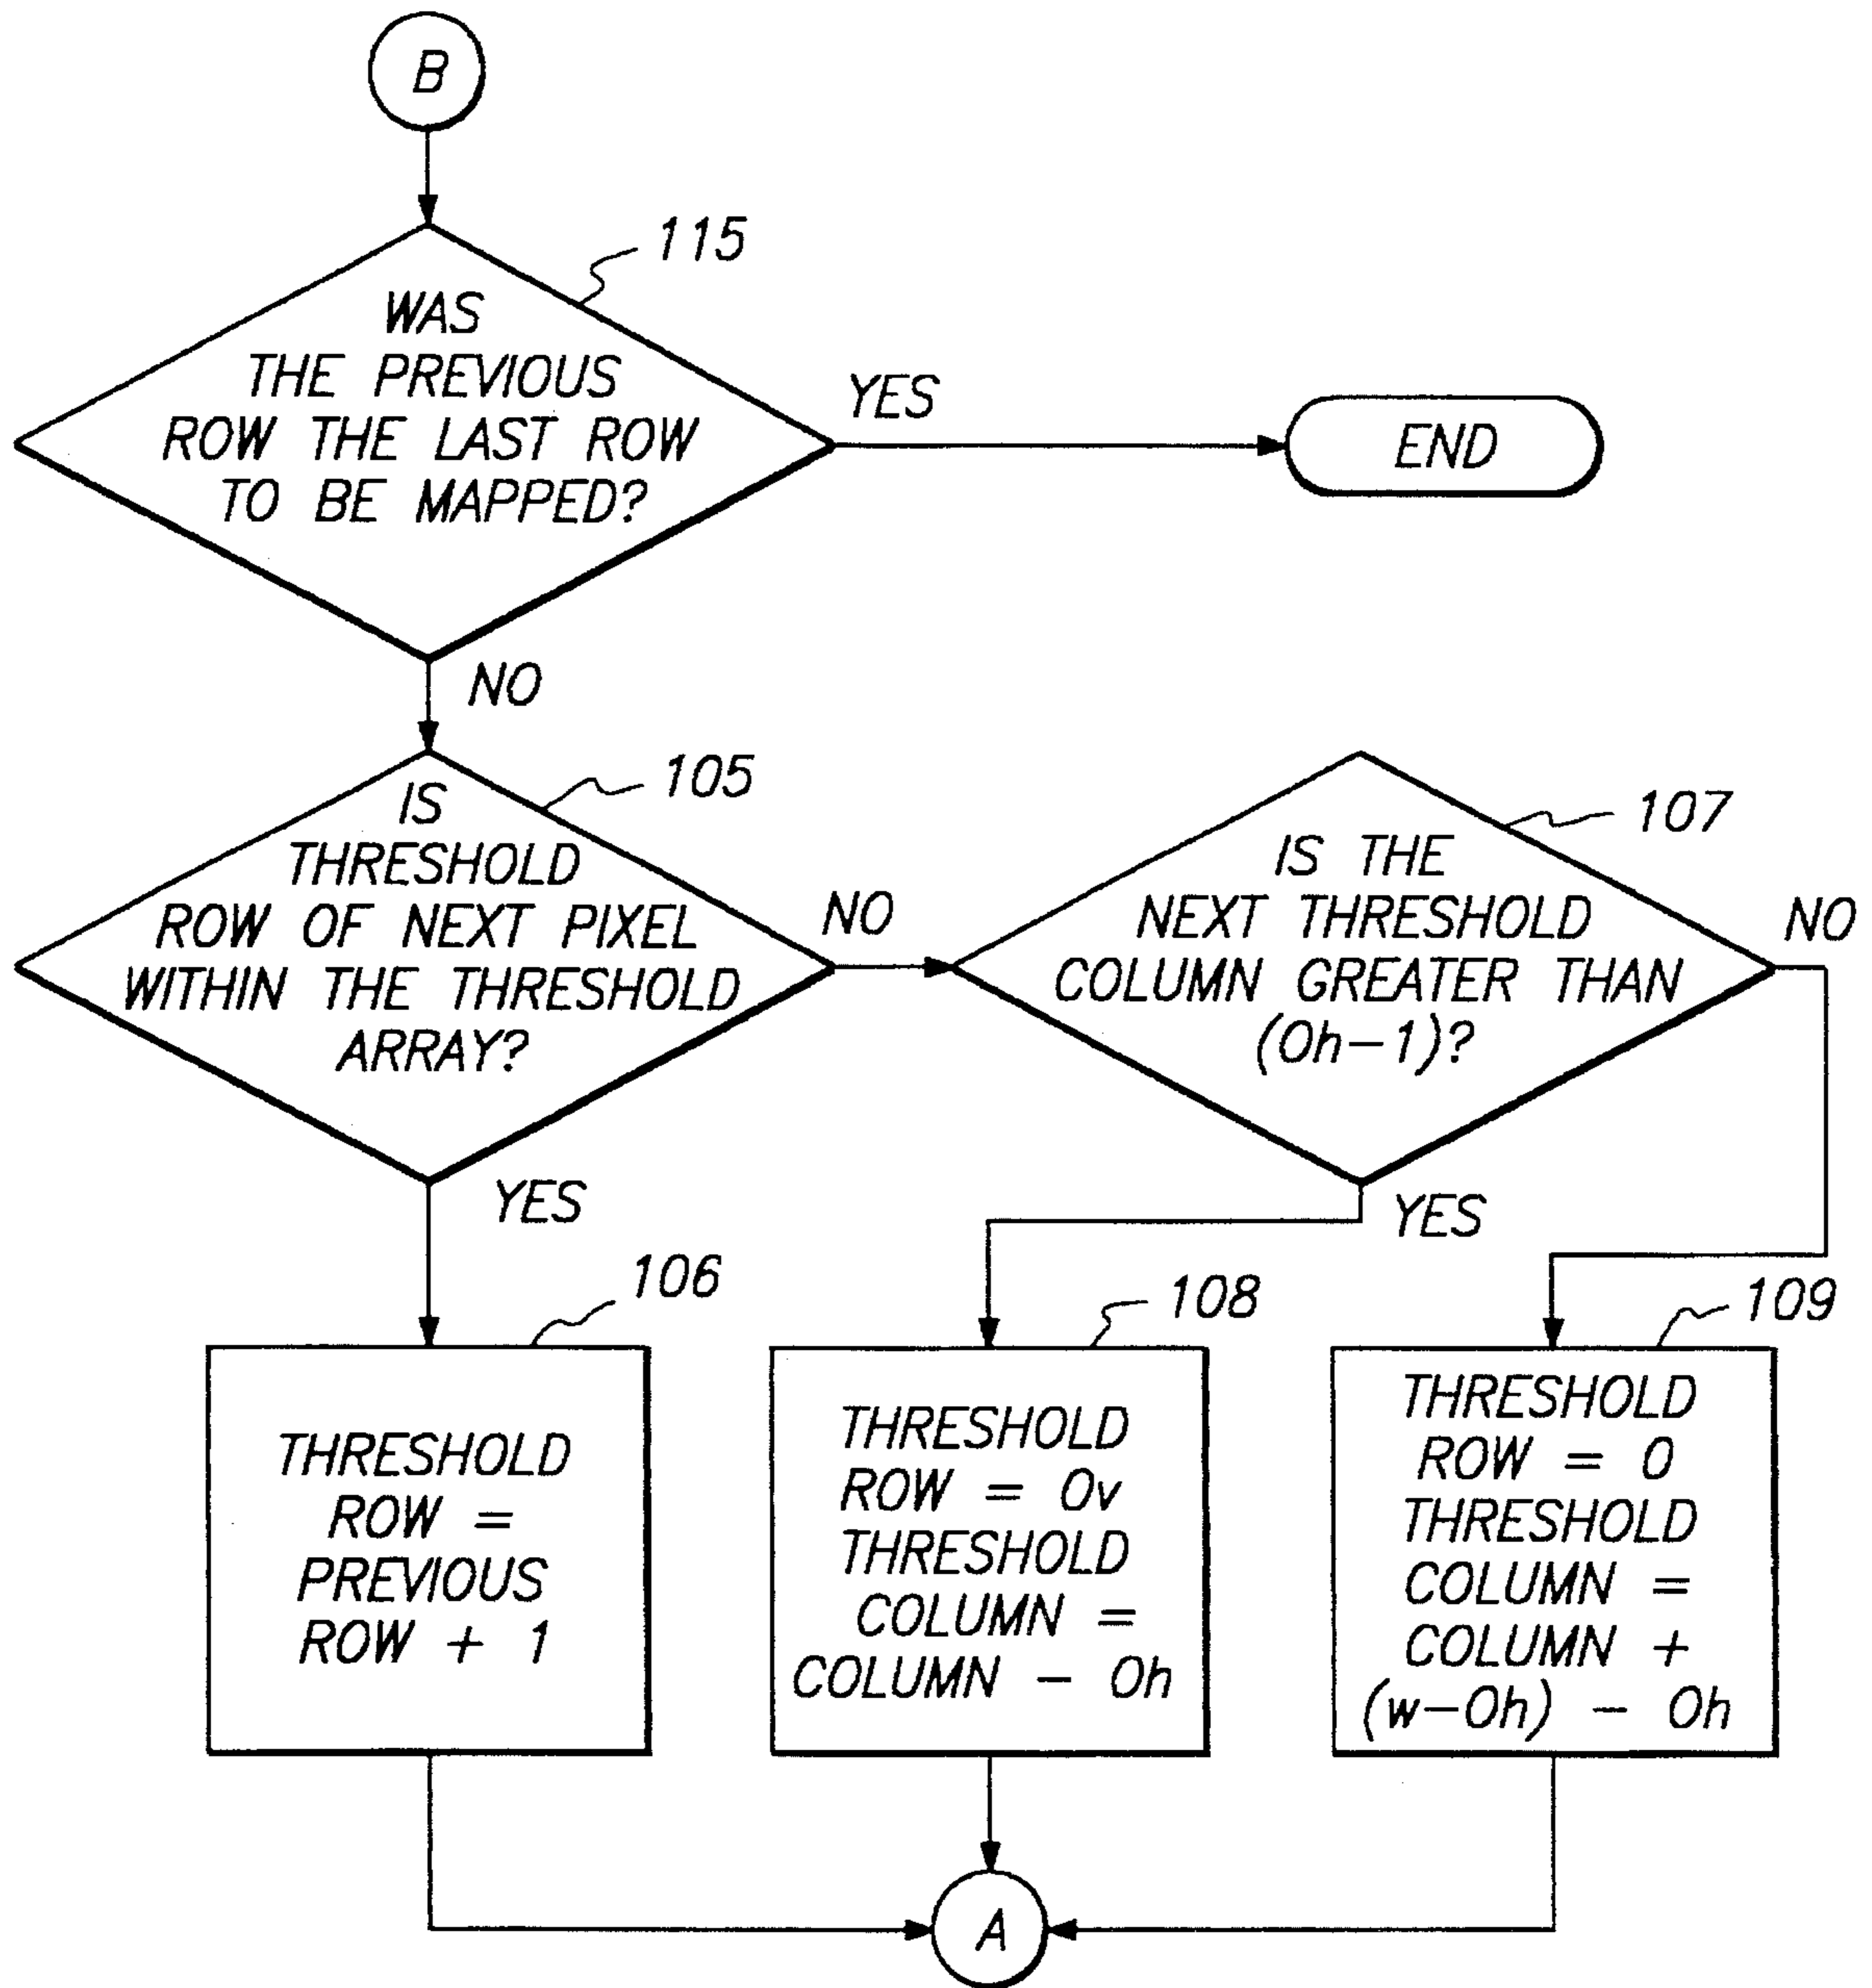 B
115
WAS
THE PREVIOUS
ROW THE LAST ROW
TO BE MAPPED?
YES
END
NO
105
IS
THRESHOLD
ROW OF NEXT PIXEL
WITHIN THE THRESHOLD
ARRAY?
NO
107
IS THE
NEXT THRESHOLD
COLUMN GREATER THAN
(Oh-1)?
NO
YES
YES
106
THRESHOLD
ROW =
PREVIOUS
ROW + 1
108
THRESHOLD
ROW = Ov
THRESHOLD
COLUMN =
COLUMN - Oh
109
THRESHOLD
ROW = 0
THRESHOLD
COLUMN =
COLUMN +
(w-Oh) - Oh
A